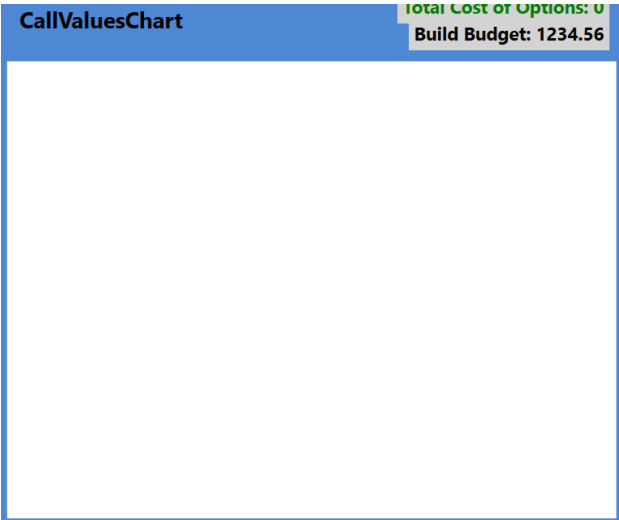 Total Cost of Options: 0
CallValuesChart
Build Budget: 1234.56